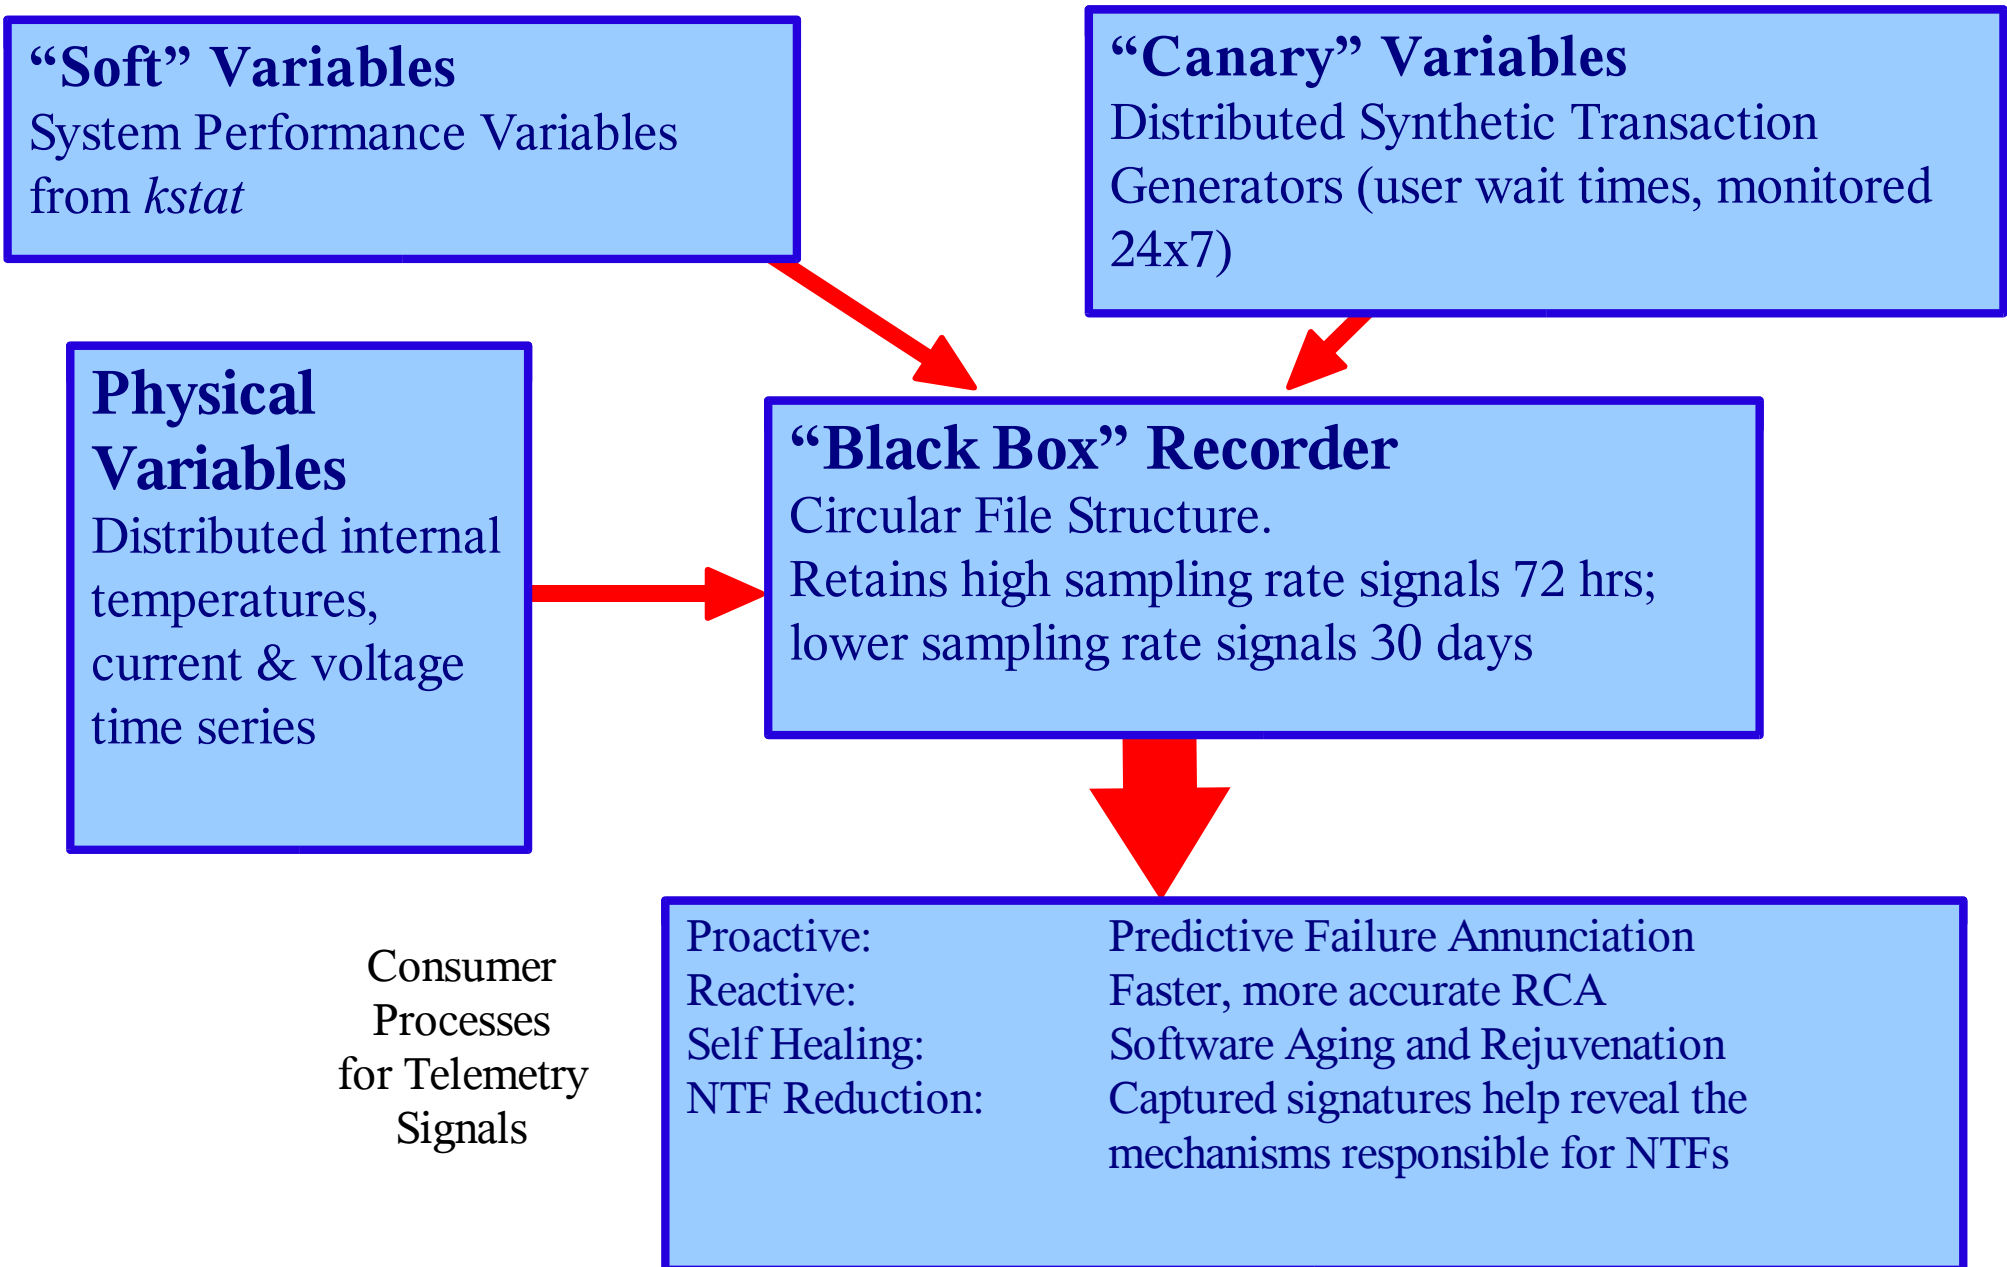 “Soft” Variables
System Performance Variables
from kstat
“Canary” Variables
Distributed Synthetic Transaction
Generators (user wait times, monitored
24x7)
Physical
Variables
Distributed internal
temperatures,
current & voltage
time series
“Black Box” Recorder
Circular File Structure.
Retains high sampling rate signals 72 hrs;
lower sampling rate signals 30 days
Consumer
Processes
for Telemetry
Signals
Proactive: Predictive Failure Annunciation
Reactive: Faster, more accurate RCA
Self Healing: Software Aging and Rejuvenation
NTF Reduction: Captured signatures help reveal the
mechanisms responsible for NTFs